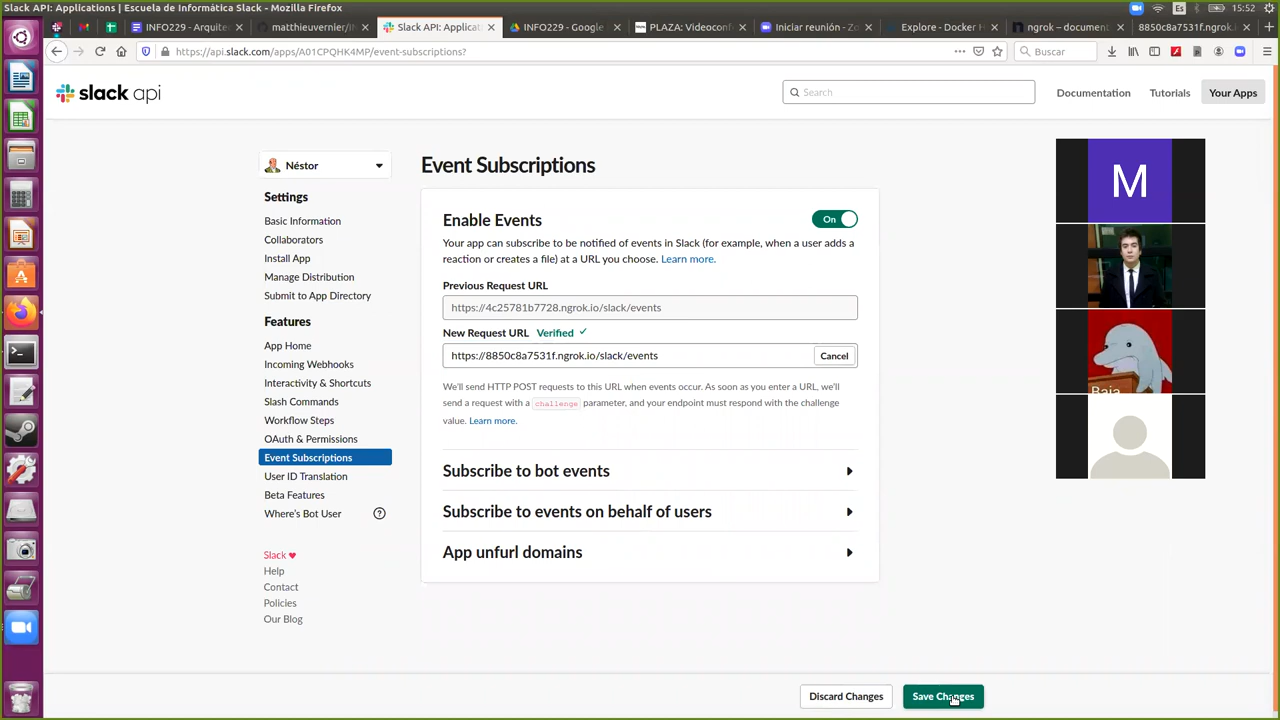 Slack API: Applications | Escuela de Informática Slack - Mozilla Firefox
Es
15:52
INFO229 - Arquite
matthieuvernier/IN
Slack API: Applicat
INFO229 - Google
PLAZA: Videoconf
Iniciar reunión - Zo
Explore - Docker H
ngrok – document
8850c8a7531f.ngrok.io/
https://api.slack.com/apps/A01CPQHK4MP/event-subscriptions?
Buscar
slack api
Search
Documentation
Tutorials
Your Apps
Néstor
Settings
Basic Information
Collaborators
Install App
Manage Distribution
Submit to App Directory
Features
App Home
Incoming Webhooks
Interactivity & Shortcuts
Slash Commands
Workflow Steps
OAuth & Permissions
Event Subscriptions
User ID Translation
Beta Features
Where's Bot User ?
Slack ♥
Help
Contact
Policies
Our Blog
Event Subscriptions
Enable Events
On
Your app can subscribe to be notified of events in Slack (for example, when a user adds a
reaction or creates a file) at a URL you choose. Learn more.
Previous Request URL
https://4c25781b7728.ngrok.io/slack/events
New Request URL Verified ✓
https://8850c8a7531f.ngrok.io/slack/events
Cancel
We'll send HTTP POST requests to this URL when events occur. As soon as you enter a URL, we'll
send a request with a challenge parameter, and your endpoint must respond with the challenge
value. Learn more.
Subscribe to bot events
Subscribe to events on behalf of users
App unfurl domains
M
Baja
Discard Changes
Save Changes